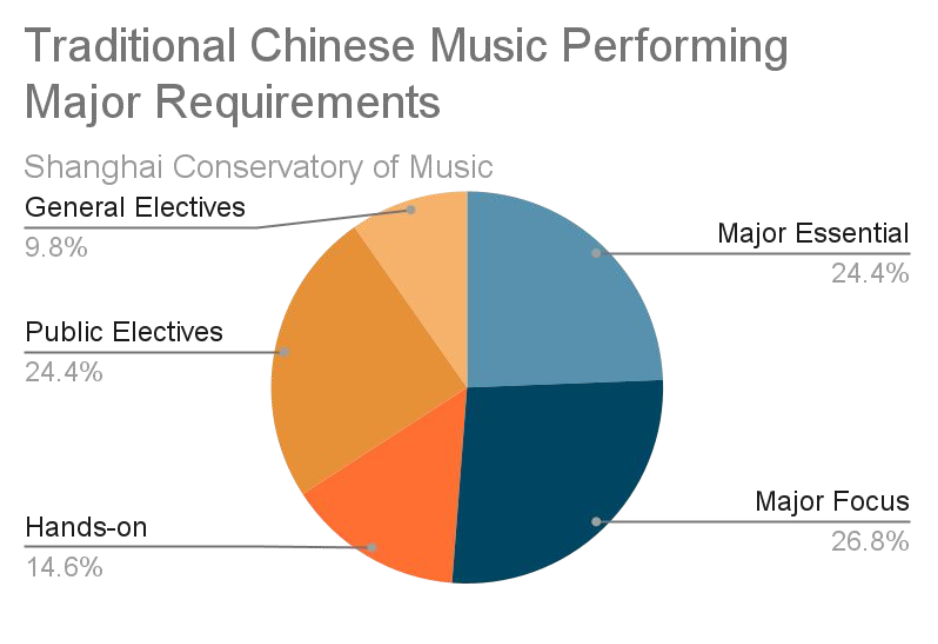 Traditional Chinese Music Performing
Major Requirements
Shanghai Conservatory of Music
General Electives
9.8%
Major Essential
24.4%
Public Electives
24.4%
Major Focus
26.8%
Hands-on
14.6%